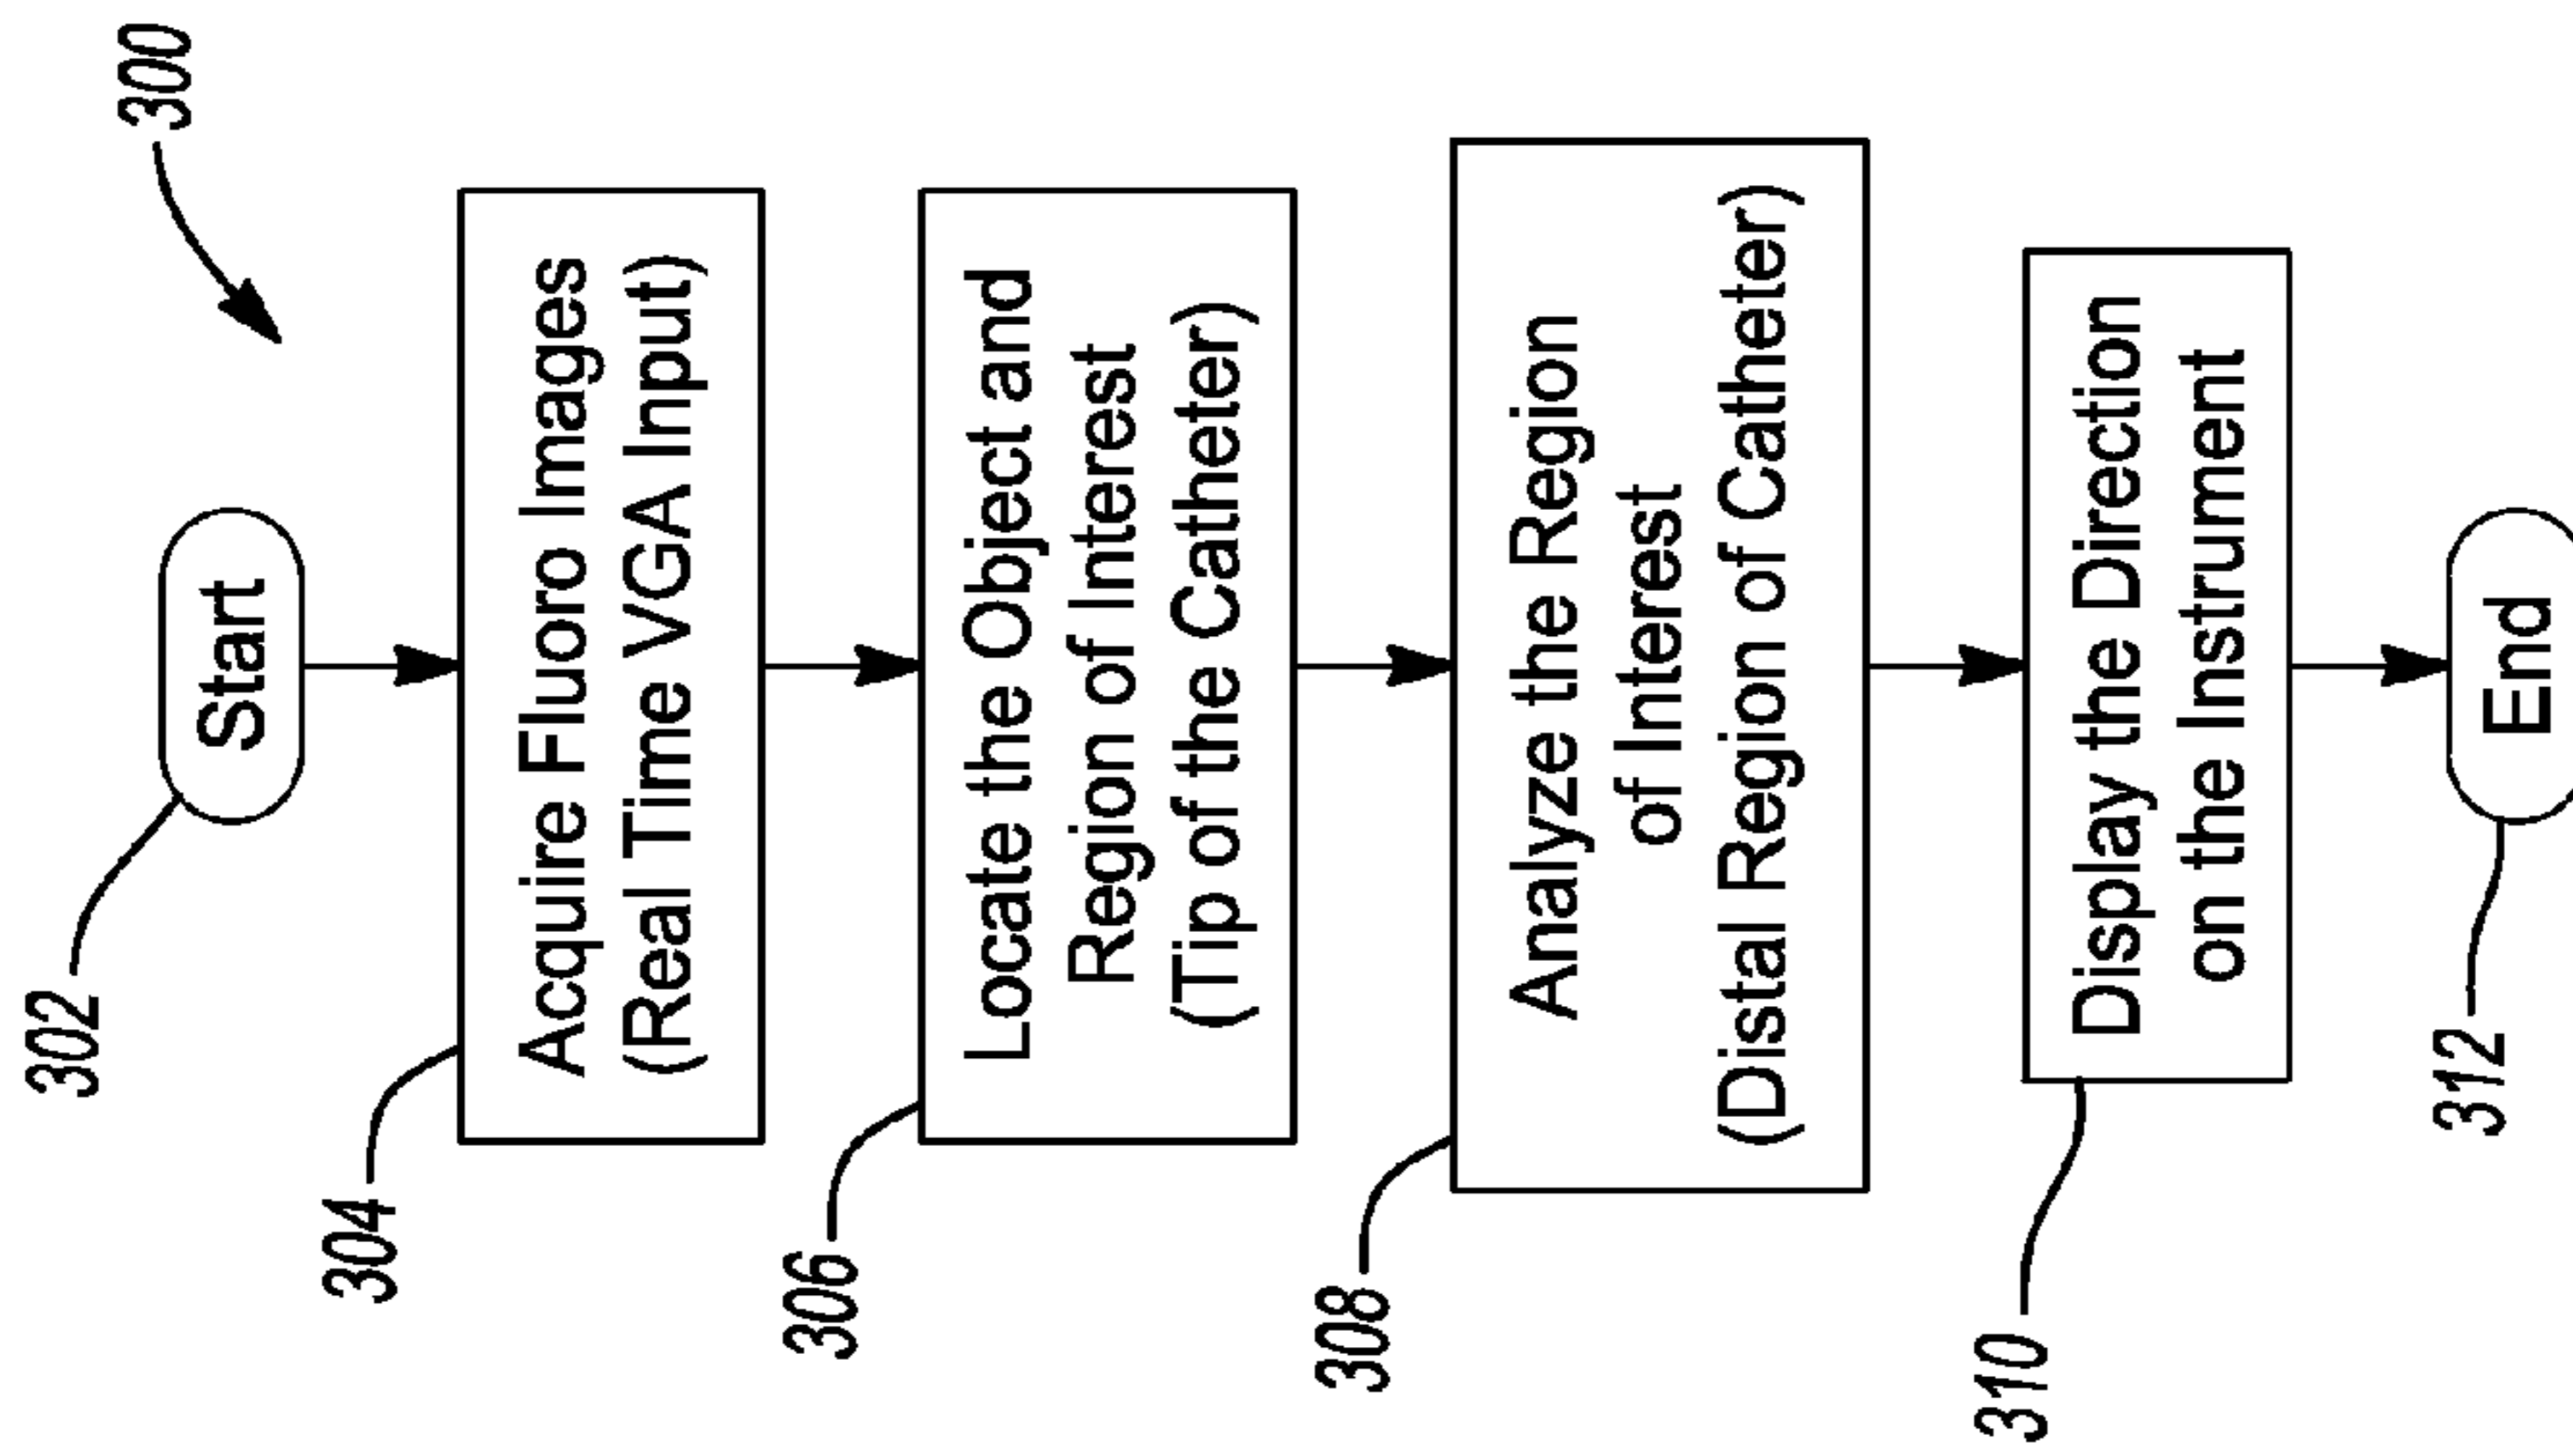 300
302
Start
304
Acquire Fluoro Images
(Real Time VGA Input)
306
Locate the Object and
Region of Interest
(Tip of the Catheter)
308
Analyze the Region
of Interest
(Distal Region of Catheter)
310
Display the Direction
on the Instrument
312
End